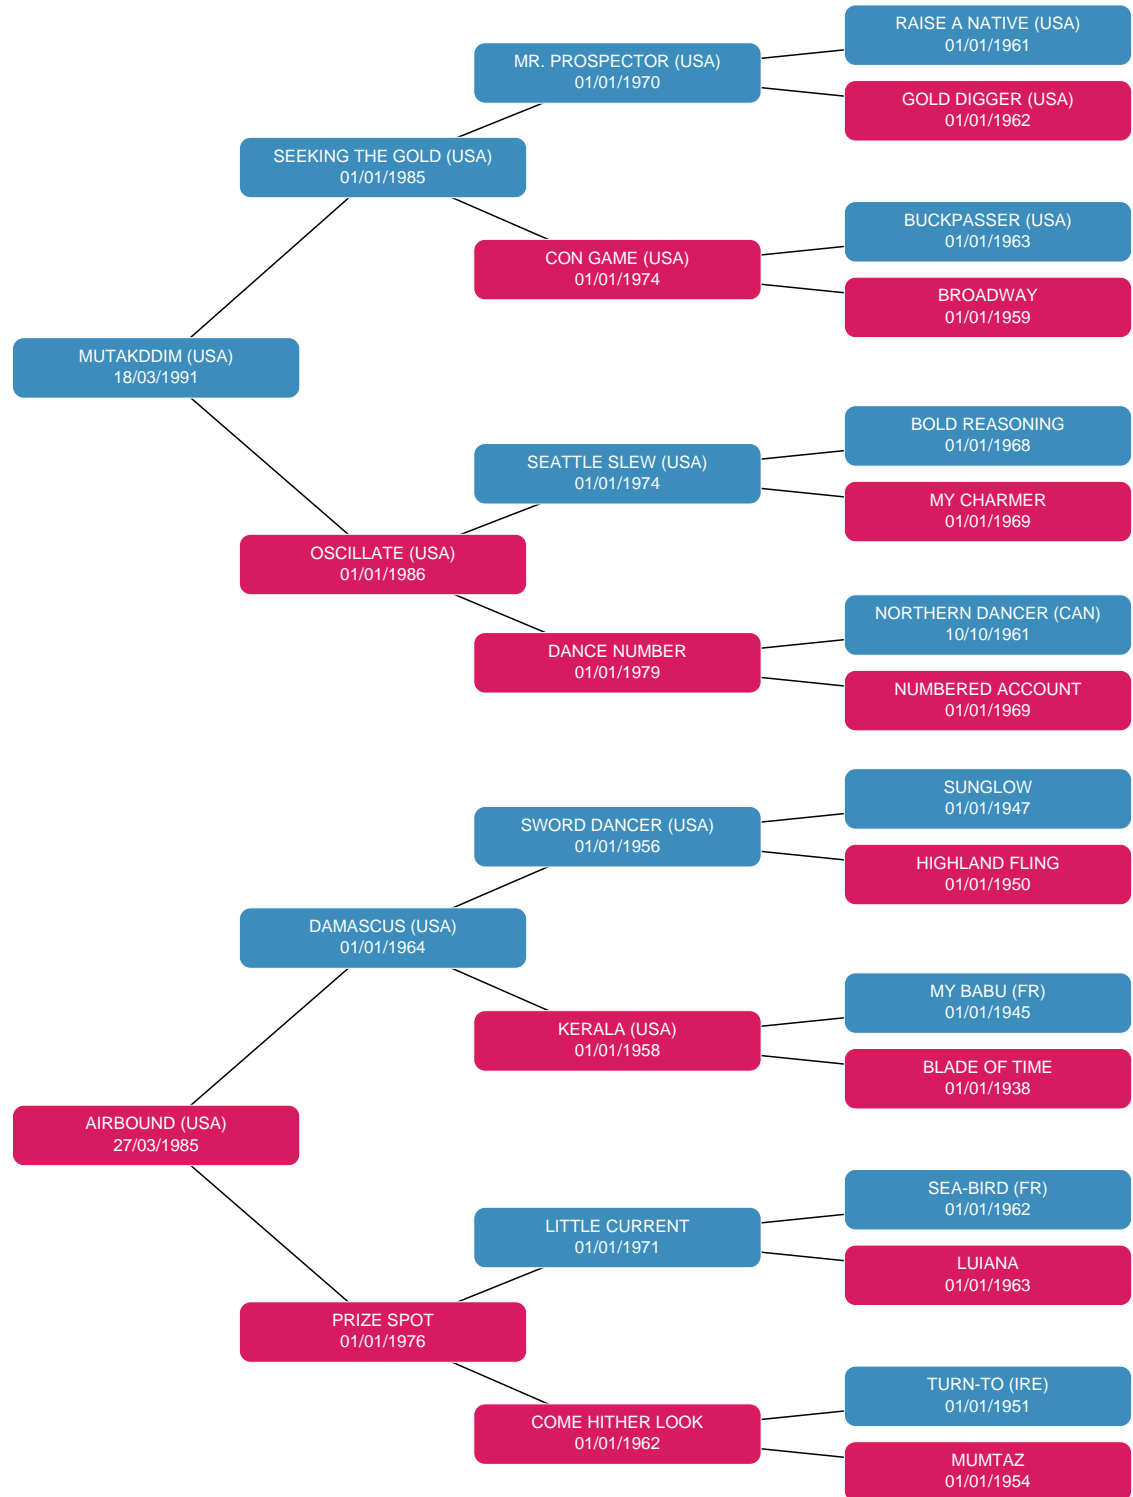 RAISE A NATIVE (USA)
01/01/1961
MR. PROSPECTOR (USA)
01/01/1970
GOLD DIGGER (USA)
01/01/1962
SEEKING THE GOLD (USA)
01/01/1985
BUCKPASSER (USA)
01/01/1963
CON GAME (USA)
01/01/1974
BROADWAY
01/01/1959
MUTAKDDIM (USA)
18/03/1991
BOLD REASONING
01/01/1968
SEATTLE SLEW (USA)
01/01/1974
MY CHARMER
01/01/1969
OSCILLATE (USA)
01/01/1986
NORTHERN DANCER (CAN)
10/10/1961
DANCE NUMBER
01/01/1979
NUMBERED ACCOUNT
01/01/1969
SUNGLOW
01/01/1947
SWORD DANCER (USA)
01/01/1956
HIGHLAND FLING
01/01/1950
DAMASCUS (USA)
01/01/1964
MY BABU (FR)
01/01/1945
KERALA (USA)
01/01/1958
BLADE OF TIME
01/01/1938
AIRBOUND (USA)
27/03/1985
SEA-BIRD (FR)
01/01/1962
LITTLE CURRENT
01/01/1971
LUIANA
01/01/1963
PRIZE SPOT
01/01/1976
TURN-TO (IRE)
01/01/1951
COME HITHER LOOK
01/01/1962
MUMTAZ
01/01/1954